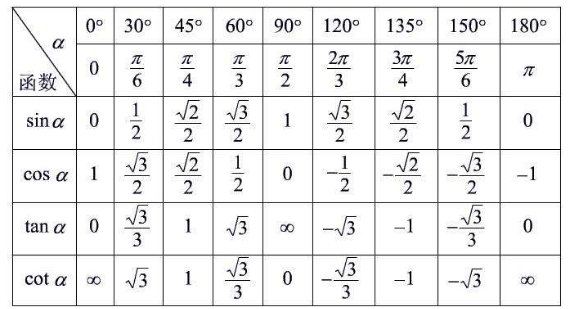 α 0° 30° 45° 60° 90° 120° 135° 150° 180°
函数 0 π/6 π/4 π/3 π/2 2π/3 3π/4 5π/6 π
sin α 0 1/2 √2/2 √3/2 1 √3/2 √2/2 1/2 0
cos α 1 √3/2 √2/2 1/2 0 −1/2 −√2/2 −√3/2 −1
tan α 0 √3/3 1 √3 ∞ −√3 −1 −√3/3 0
cot α ∞ √3 1 √3/3 0 −√3/3 −1 −√3 ∞